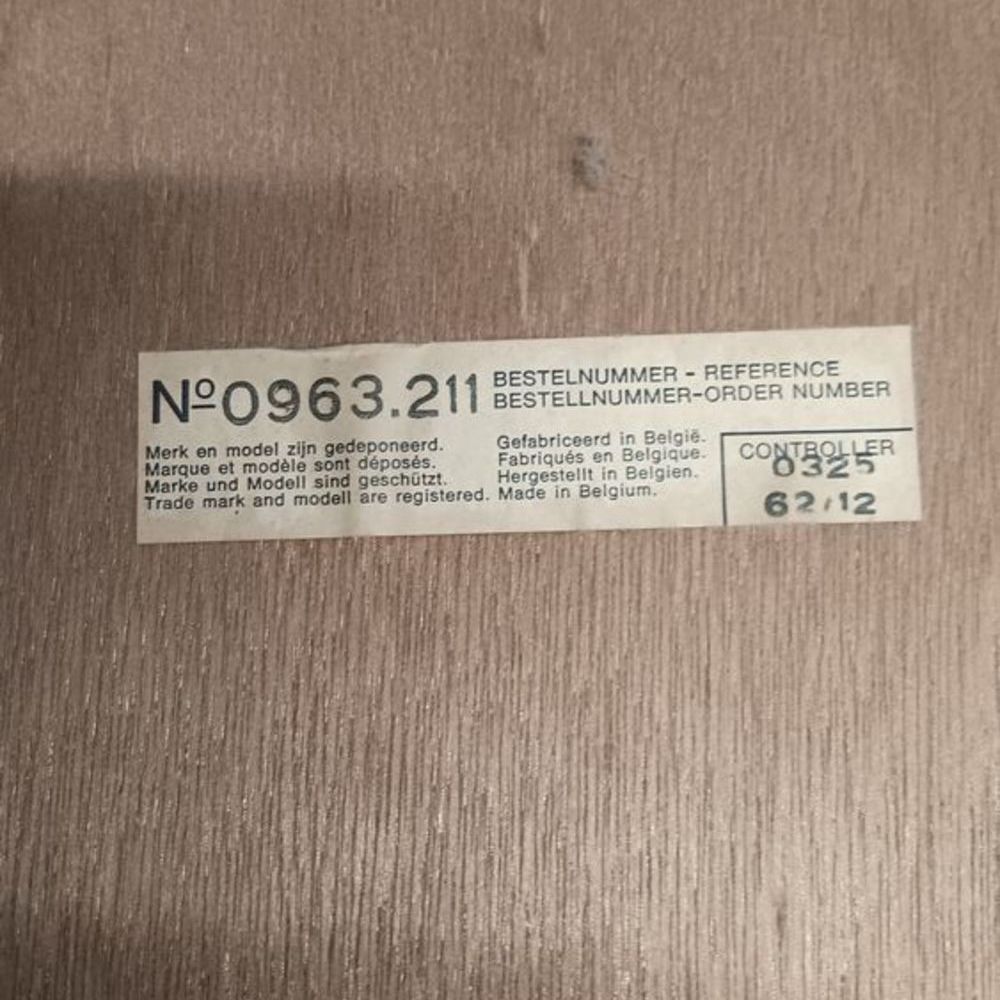 Nº0963.211
BESTELNUMMER - REFERENCE
BESTELLNUMMER-ORDER NUMBER
Merk en model zijn gedeponeerd.
Marque et modèle sont déposés.
Marke und Modell sind geschützt.
Trade mark and modell are registered.
Gefabriceerd in België.
Fabriqués en Belgique.
Hergestellt in Belgien.
Made in Belgium.
CONTROLLER
0325
62/12